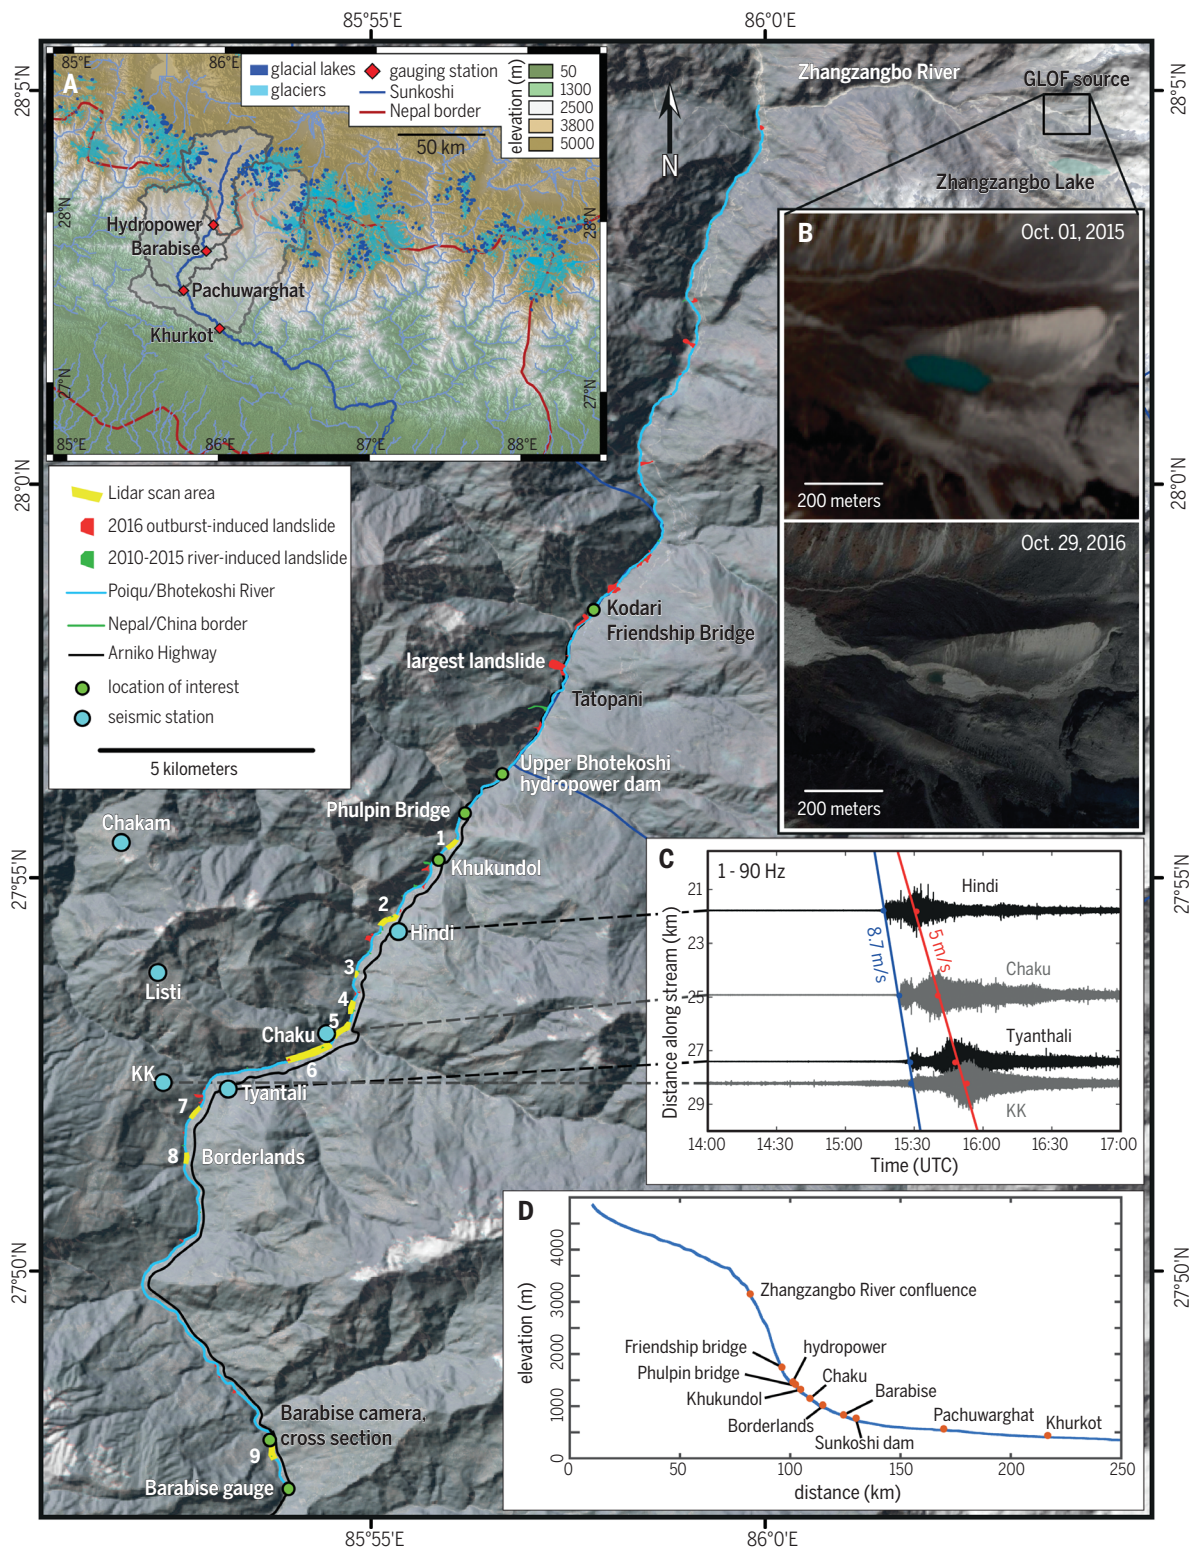 85°55'E
86°0'E
28°5'N
28°0'N
27°55'N
27°50'N
28°5'N
28°0'N
27°55'N
27°50'N
85°55'E
86°0'E
A
85°E
86°E
glacial lakes
glaciers
gauging station
Sunkoshi
Nepal border
50 km
elevation (m)
50
1300
2500
3800
5000
28°N
28°N
Hydropower
Barabise
Pachuwarghat
Khurkot
27°N
27°N
85°E
86°E
87°E
88°E
N
Zhangzangbo River
GLOF source
Zhangzangbo Lake
B
Oct. 01, 2015
200 meters
Oct. 29, 2016
200 meters
Lidar scan area
2016 outburst-induced landslide
2010-2015 river-induced landslide
Poiqu/Bhotekoshi River
Nepal/China border
Arniko Highway
location of interest
seismic station
5 kilometers
Kodari
Friendship Bridge
largest landslide
Tatopani
Upper Bhotekoshi
hydropower dam
Phulpin Bridge
Chakam
1
Khukundol
2
Hindi
3
Listi
4
5
Chaku
6
KK
Tyantali
7
8
Borderlands
Barabise camera,
cross section
9
Barabise gauge
C
1 - 90 Hz
Distance along stream (km)
21
23
25
27
29
Hindi
8.7 m/s
5 m/s
Chaku
Tyanthali
KK
14:00
14:30
15:00
15:30
16:00
16:30
17:00
Time (UTC)
D
elevation (m)
4000
3000
2000
1000
0
Zhangzangbo River confluence
Friendship bridge
hydropower
Phulpin bridge
Chaku
Khukundol
Barabise
Borderlands
Sunkoshi dam
Pachuwarghat
Khurkot
0
50
100
150
200
250
distance (km)